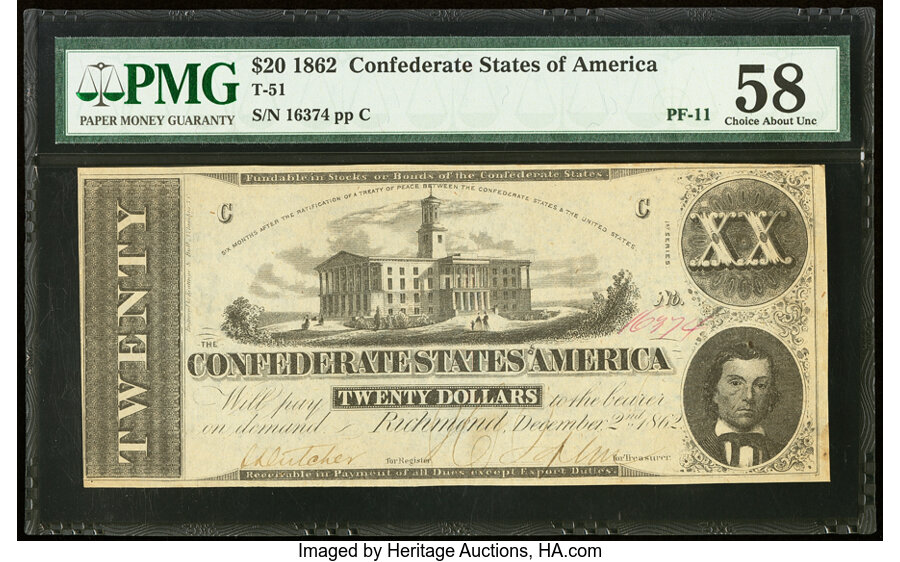 PMG
PAPER MONEY GUARANTY
$20 1862 Confederate States of America
T-51
S/N 16374 pp C
PF-11
58
Choice About Unc
Fundable in Stocks or Bonds of the Confederate States
SIX MONTHS AFTER THE RATIFICATION OF A TREATY OF PEACE BETWEEN THE CONFEDERATE STATES & THE UNITED STATES
C
C
1ST SERIES
XX
TWENTY
No.
16374
THE
CONFEDERATE STATES AMERICA
Will pay TWENTY DOLLARS to the bearer
on demand Richmond, December 2nd 1862
for Register
for Treasurer
Receivable in Payment of all Dues except Export Duties.
Imaged by Heritage Auctions, HA.com